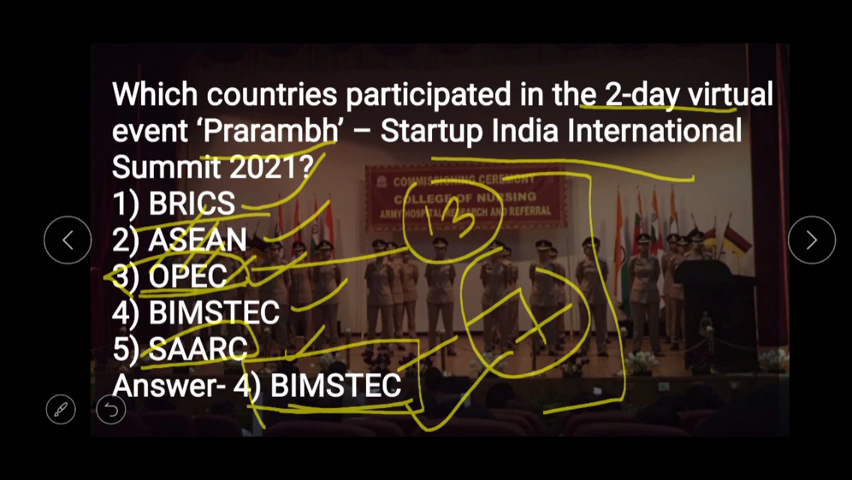 Which countries participated in the 2-day virtual
event ‘Prarambh’ – Startup India International
Summit 2021?
1) BRICS
2) ASEAN
3) OPEC
4) BIMSTEC
5) SAARC
Answer- 4) BIMSTEC
COMMISSIONING CEREMONY
COLLEGE OF NURSING
ARMY HOSPITAL RESEARCH AND REFERRAL
13